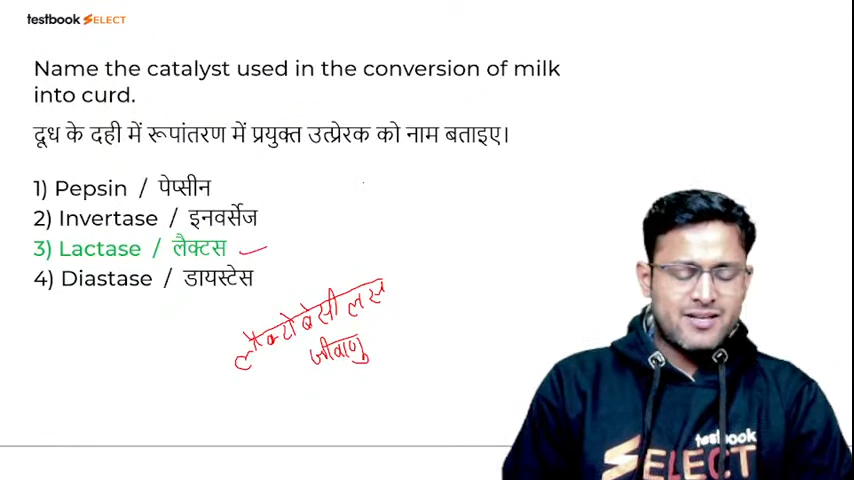 testbook SELECT
Name the catalyst used in the conversion of milk
into curd.
दूध के दही में रूपांतरण में प्रयुक्त उत्प्रेरक को नाम बताइए।
1) Pepsin / पेप्सीन
2) Invertase / इनवर्सेज
3) Lactase / लैक्टस
4) Diastase / डायस्टेस
लैक्टोबेसीलस
जीवाणु
testbook
SELECT